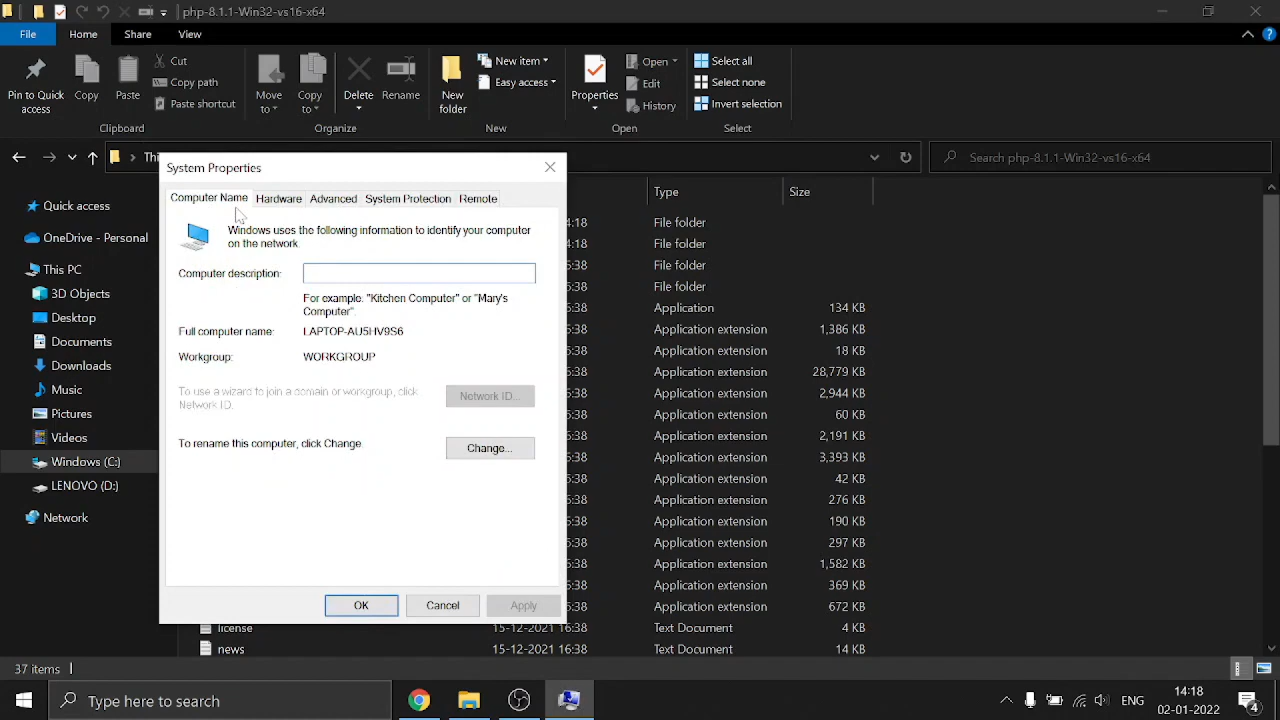 php-8.1.1-Win32-vs16-x64
File Home Share View
Pin to Quick access
Copy
Paste
Cut
Copy path
Paste shortcut
Clipboard
Move to
Copy to
Delete
Rename
Organize
New folder
New item
Easy access
New
Properties
Open
Edit
History
Open
Select all
Select none
Invert selection
Select
Search php-8.1.1-Win32-vs16-x64
System Properties
Computer Name Hardware Advanced System Protection Remote
Windows uses the following information to identify your computer
on the network.
Computer description:
For example: "Kitchen Computer" or "Mary's
Computer".
Full computer name: LAPTOP-AU5HV9S6
Workgroup: WORKGROUP
To use a wizard to join a domain or workgroup, click
Network ID.
Network ID...
To rename this computer, click Change.
Change...
OK Cancel Apply
Quick access
OneDrive - Personal
This PC
3D Objects
Desktop
Documents
Downloads
Music
Pictures
Videos
Windows (C:)
LENOVO (D:)
Network
Type Size
File folder
File folder
File folder
File folder
Application 134 KB
Application extension 1,386 KB
Application extension 18 KB
Application extension 28,779 KB
Application extension 2,944 KB
Application extension 60 KB
Application extension 2,191 KB
Application extension 3,393 KB
Application extension 42 KB
Application extension 276 KB
Application extension 190 KB
Application extension 297 KB
Application extension 1,582 KB
Application extension 369 KB
Application extension 672 KB
license 15-12-2021 16:38 Text Document 4 KB
news 15-12-2021 16:38 Text Document 14 KB
37 items
Type here to search
ENG
14:18
02-01-2022
4